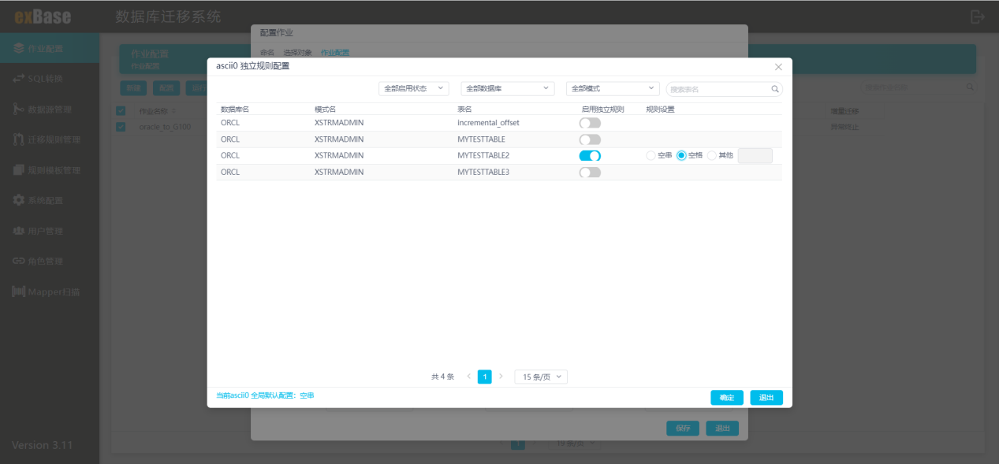 exBase
数据库迁移系统
配置作业
命名 选择对象 作业配置
作业配置
作业配置
作业配置
SQL转换
数据源管理
迁移规则管理
规则模板管理
系统配置
用户管理
角色管理
Mapper扫描
Version 3.11
新建 配置
作业名称
增量迁移
oracle_to_G100
异常终止
ascii0 独立规则配置
全部启用状态 全部数据库 全部模式 搜索表名
数据库名 模式名 表名 启用独立规则 规则设置
ORCL XSTRMADMIN incremental_offset
ORCL XSTRMADMIN MYTESTTABLE
ORCL XSTRMADMIN MYTESTTABLE2 空串 空格 其他
ORCL XSTRMADMIN MYTESTTABLE3
共 4 条 1 15 条/页
当前ascii0 全局默认配置：空串
确定 退出
保存 退出
1